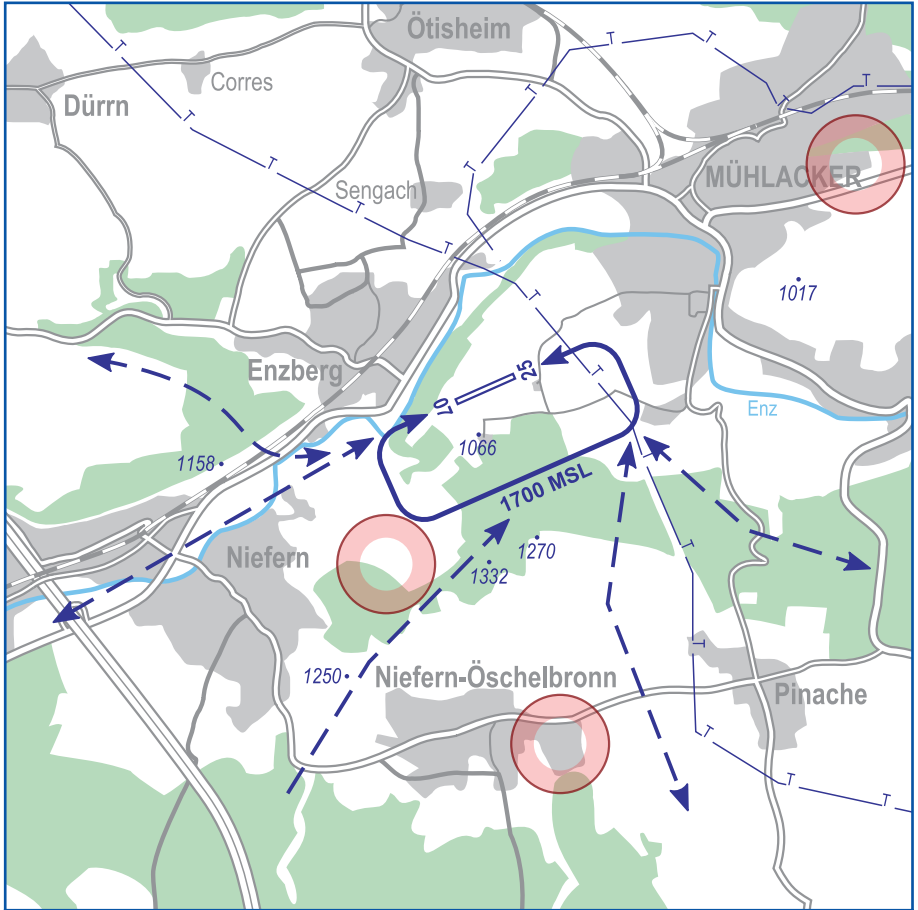 Ötisheim
Corres
Dürrn
T
T
T
T
T
T
T
T
T
MÜHLACKER
Sengach
T
T
T
1017
Enzberg
T
T
25
07
Enz
1066
1158
1700 MSL
1270
1332
Niefern
T
T
1250
Niefern-Öschelbronn
Pinache
T
T
T